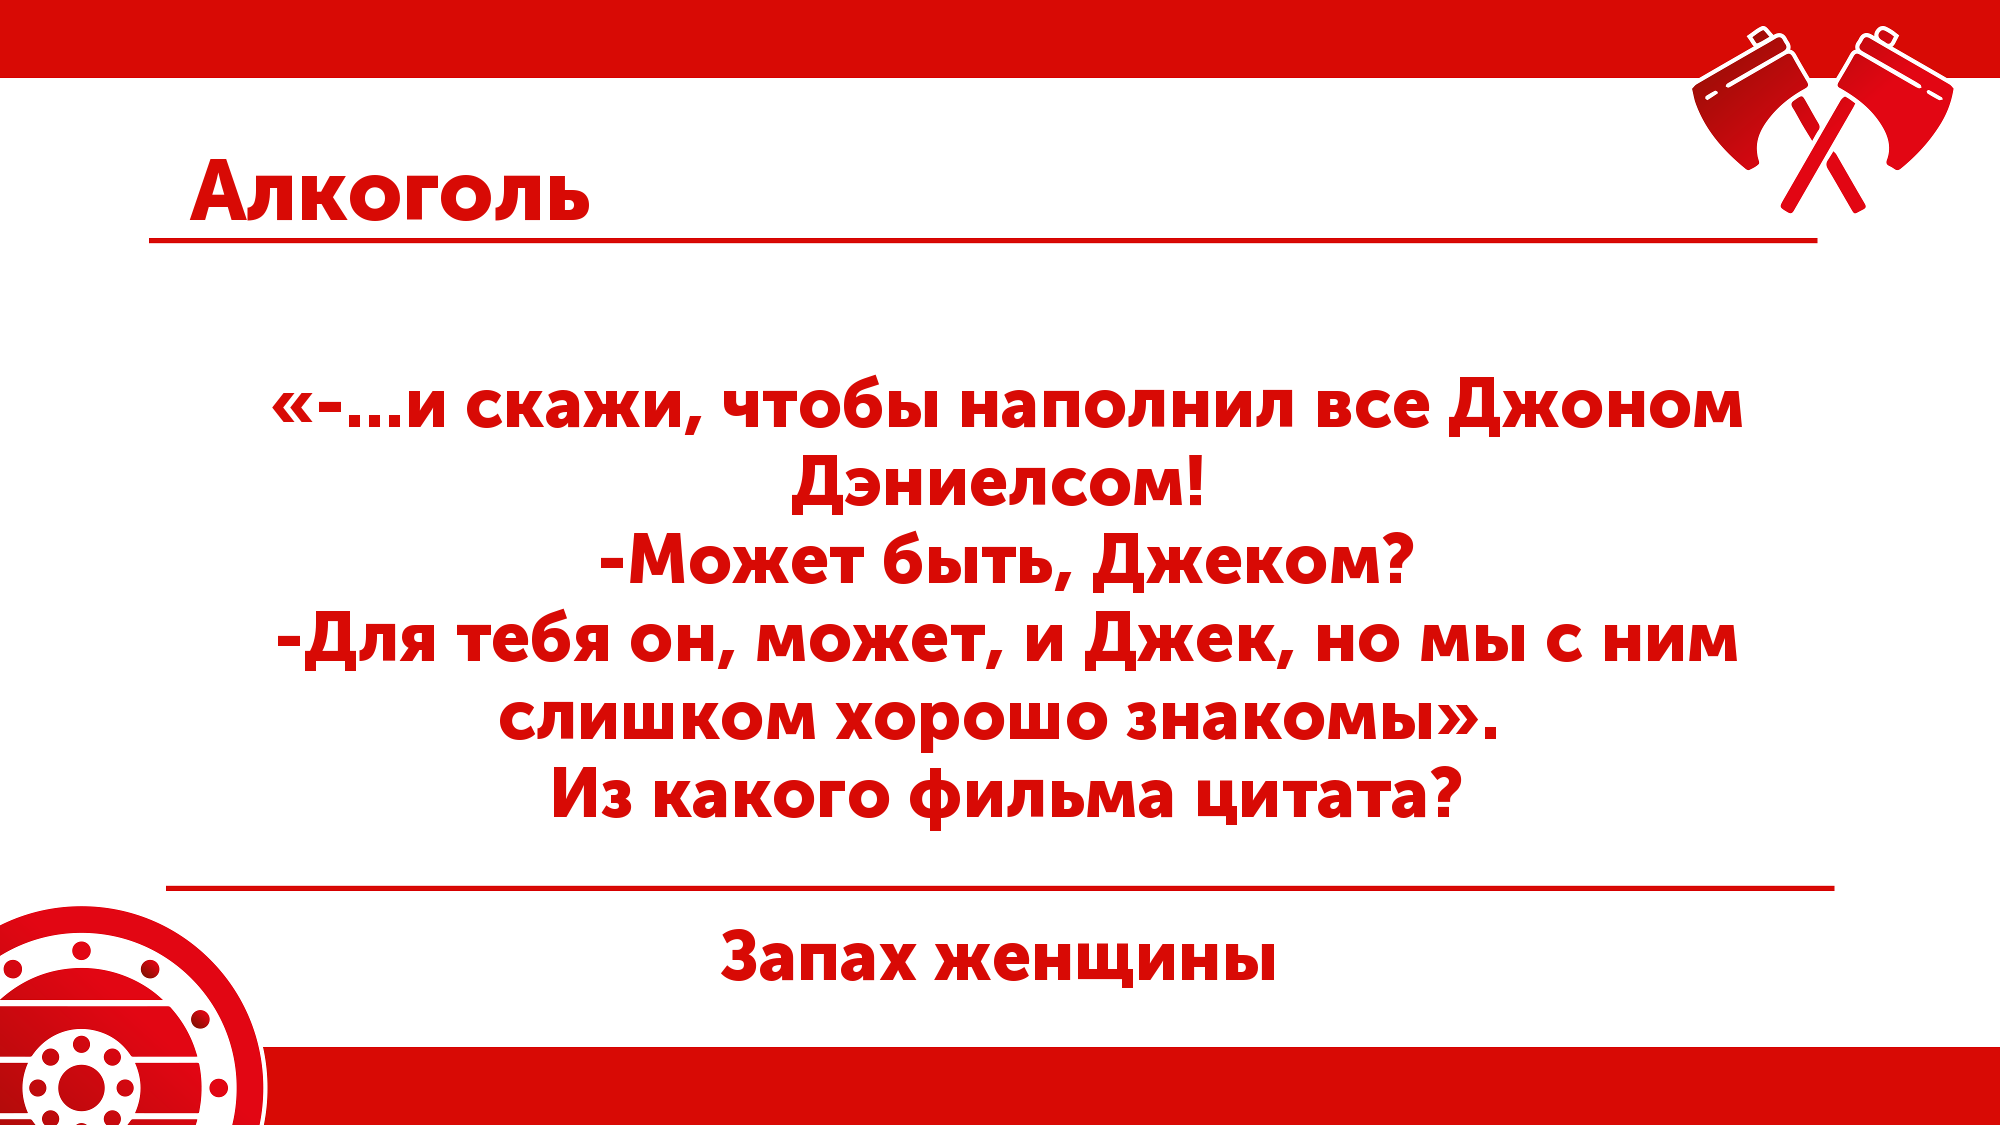 Алкоголь
«-...и скажи, чтобы наполнил все Джоном
Дэниелсом!
-Может быть, Джеком?
-Для тебя он, может, и Джек, но мы с ним
слишком хорошо знакомы».
Из какого фильма цитата?
Запах женщины